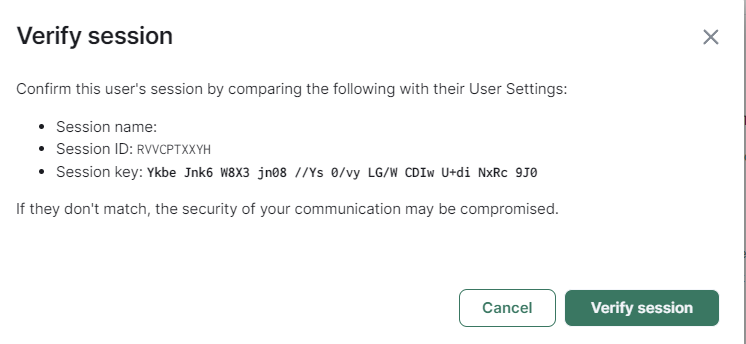 Verify session
Confirm this user's session by comparing the following with their User Settings:
• Session name:
• Session ID: RVVCPTXXYH
• Session key: Ykbe Jnk6 W8X3 jn08 //Ys 0/vy LG/W CDIw U+di NxRc 9J0
If they don't match, the security of your communication may be compromised.
Cancel
Verify session